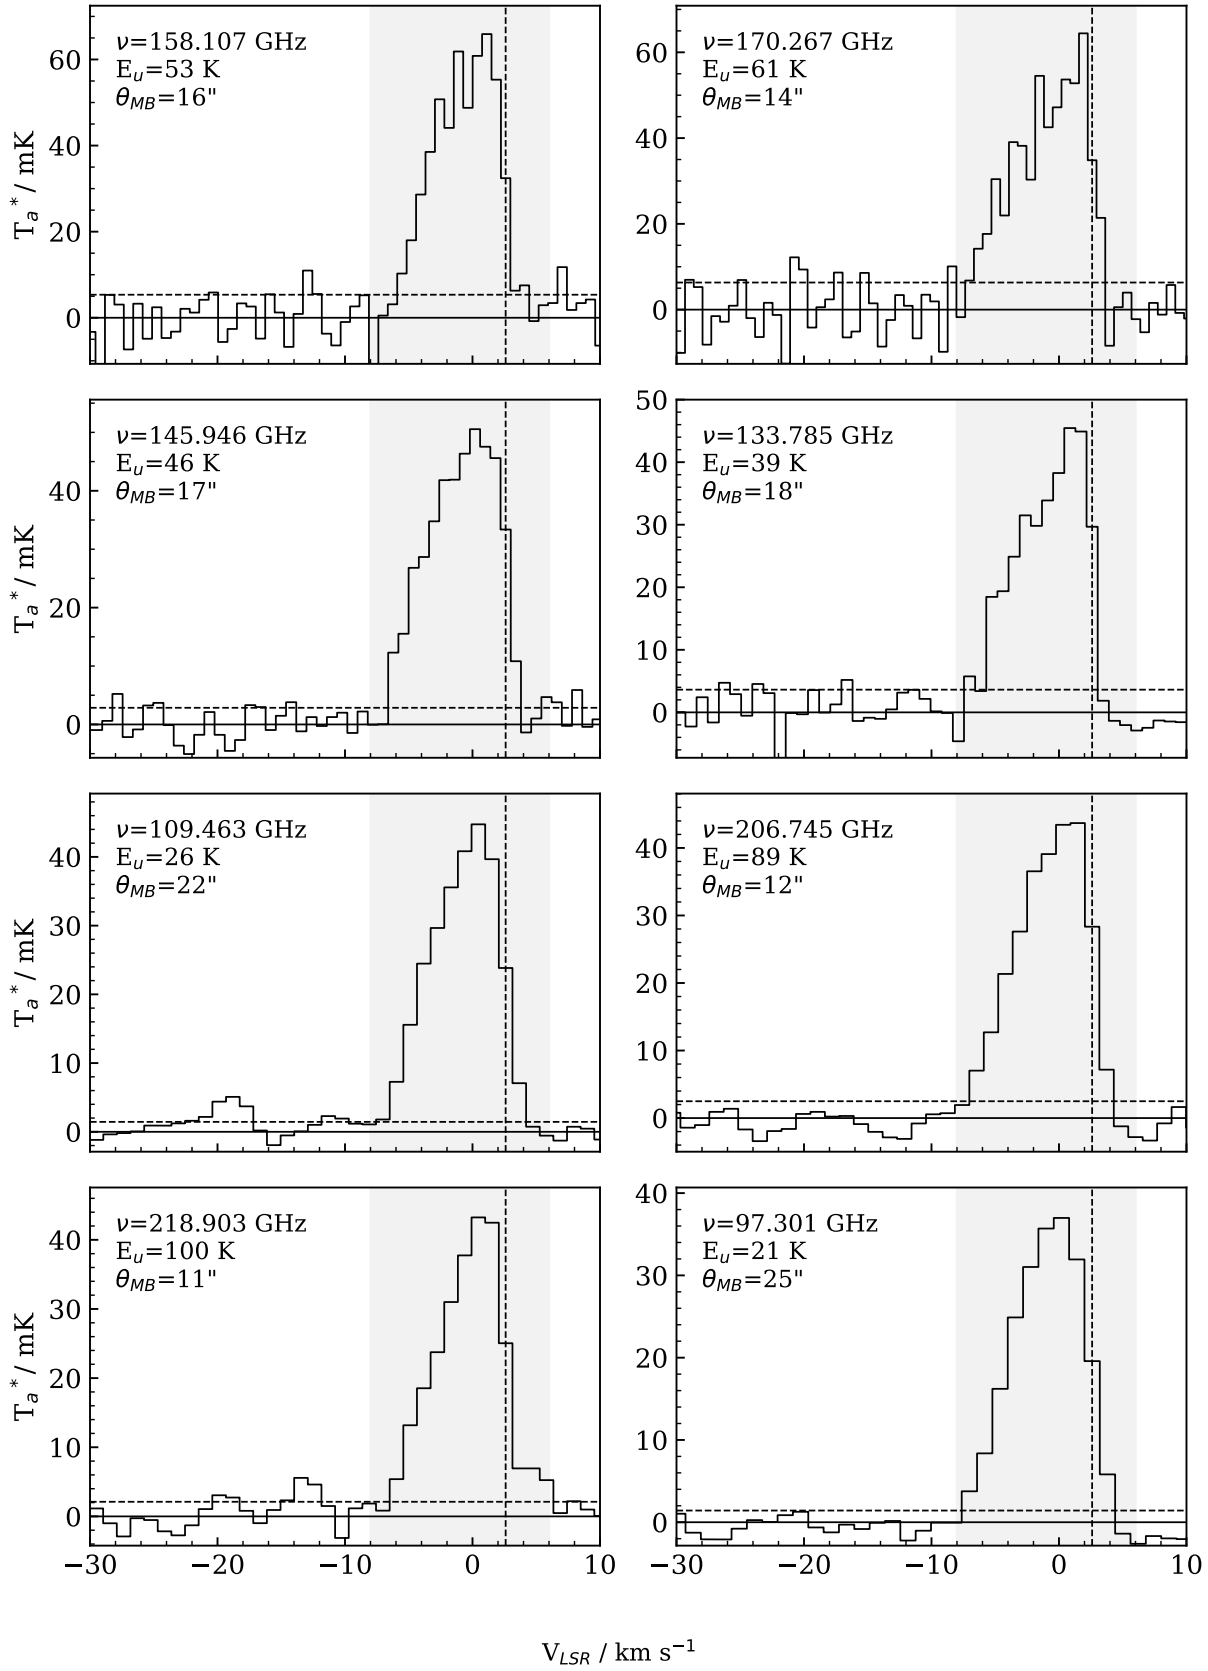 ν=158.107 GHz
E_u=53 K
θ_MB=16"
60
40
20
0
T_a* / mK
ν=170.267 GHz
E_u=61 K
θ_MB=14"
60
50
40
30
20
10
0
ν=145.946 GHz
E_u=46 K
θ_MB=17"
40
20
0
T_a* / mK
ν=133.785 GHz
E_u=39 K
θ_MB=18"
50
40
30
20
10
0
ν=109.463 GHz
E_u=26 K
θ_MB=22"
40
30
20
10
0
T_a* / mK
ν=206.745 GHz
E_u=89 K
θ_MB=12"
40
30
20
10
0
ν=218.903 GHz
E_u=100 K
θ_MB=11"
40
30
20
10
0
T_a* / mK
−30 −20 −10 0 10
ν=97.301 GHz
E_u=21 K
θ_MB=25"
40
30
20
10
0
−30 −20 −10 0 10
V_LSR / km s⁻¹